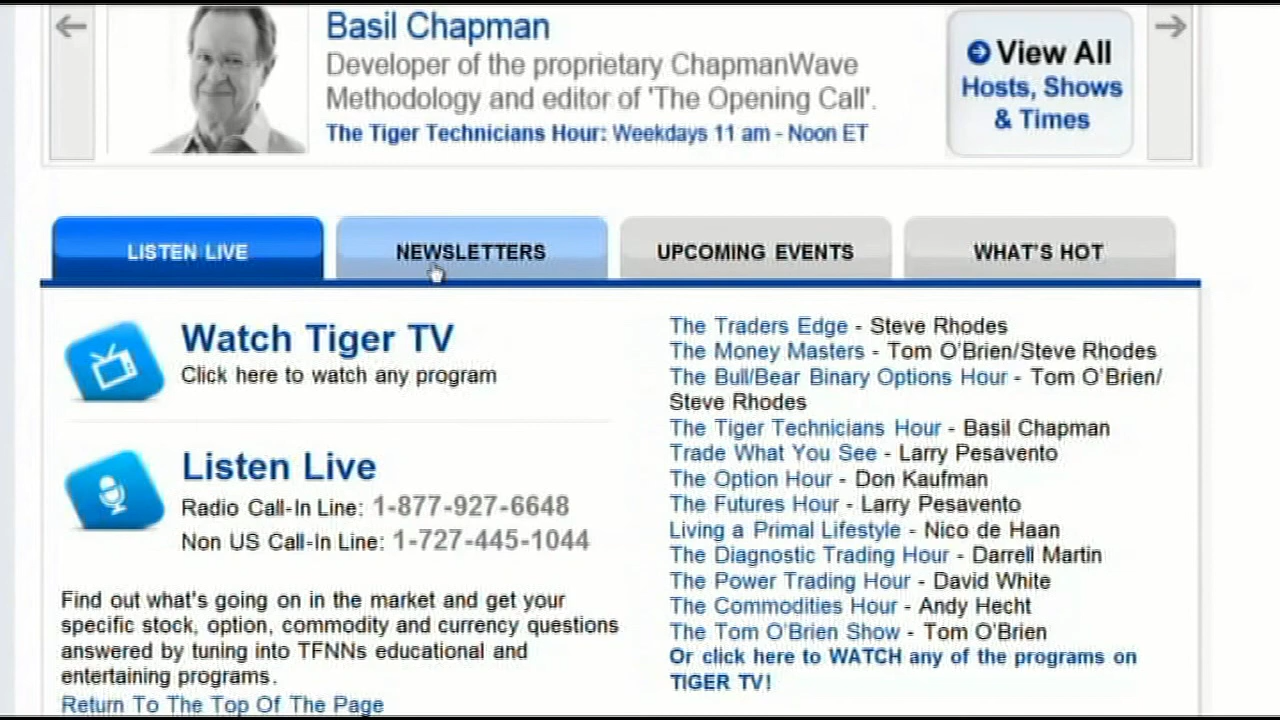 Basil Chapman
Developer of the proprietary ChapmanWave
Methodology and editor of 'The Opening Call'.
The Tiger Technicians Hour: Weekdays 11 am - Noon ET
View All
Hosts, Shows
& Times
LISTEN LIVE
NEWSLETTERS
UPCOMING EVENTS
WHAT'S HOT
Watch Tiger TV
Click here to watch any program
Listen Live
Radio Call-In Line: 1-877-927-6648
Non US Call-In Line: 1-727-445-1044
Find out what's going on in the market and get your
specific stock, option, commodity and currency questions
answered by tuning into TFNNs educational and
entertaining programs.
Return To The Top Of The Page
The Traders Edge - Steve Rhodes
The Money Masters - Tom O'Brien/Steve Rhodes
The Bull/Bear Binary Options Hour - Tom O'Brien/
Steve Rhodes
The Tiger Technicians Hour - Basil Chapman
Trade What You See - Larry Pesavento
The Option Hour - Don Kaufman
The Futures Hour - Larry Pesavento
Living a Primal Lifestyle - Nico de Haan
The Diagnostic Trading Hour - Darrell Martin
The Power Trading Hour - David White
The Commodities Hour - Andy Hecht
The Tom O'Brien Show - Tom O'Brien
Or click here to WATCH any of the programs on
TIGER TV!